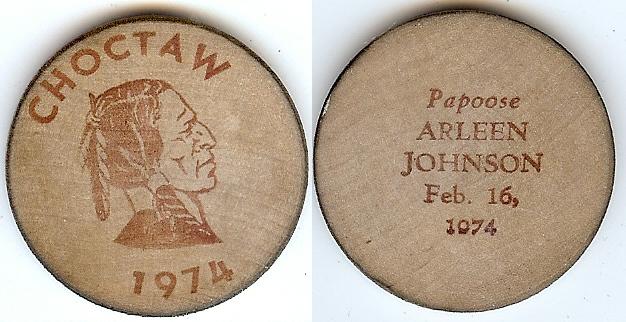 CHOCTAW
1974
Papoose
ARLEEN
JOHNSON
Feb. 16,
1974